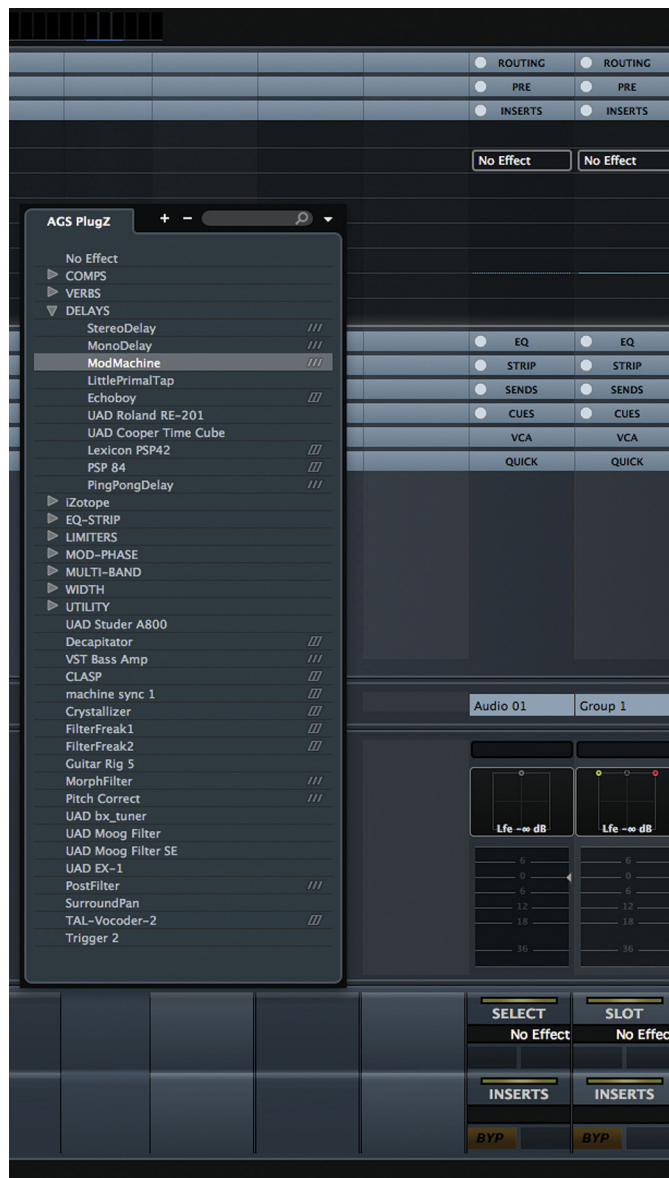 ROUTING ROUTING
PRE PRE
INSERTS INSERTS
No Effect No Effect
AGS PlugZ + −
No Effect
COMPS
VERBS
DELAYS
StereoDelay
MonoDelay
ModMachine
LittlePrimalTap
Echoboy
UAD Roland RE-201
UAD Cooper Time Cube
Lexicon PSP42
PSP 84
PingPongDelay
iZotope
EQ-STRIP
LIMITERS
MOD-PHASE
MULTI-BAND
WIDTH
UTILITY
UAD Studer A800
Decapitator
VST Bass Amp
CLASP
machine sync 1
Crystallizer
FilterFreak1
FilterFreak2
Guitar Rig 5
MorphFilter
Pitch Correct
UAD bx_tuner
UAD Moog Filter
UAD Moog Filter SE
UAD EX-1
PostFilter
SurroundPan
TAL-Vocoder-2
Trigger 2
EQ EQ
STRIP STRIP
SENDS SENDS
CUES CUES
VCA VCA
QUICK QUICK
Audio 01 Group 1
Lfe -∞ dB Lfe -∞ dB
6 6
0 0
6 6
12 12
18 18
36 36
SELECT SLOT
No Effect No Effec
INSERTS INSERTS
BYP BYP